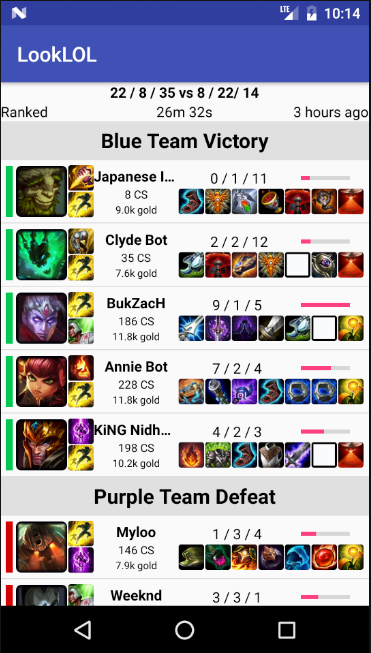 LTE 10:14
LookLOL
22 / 8 / 35 vs 8 / 22/ 14
Ranked 26m 32s 3 hours ago
Blue Team Victory
Japanese I... 0 / 1 / 11
8 CS
9.0k gold
Clyde Bot 2 / 2 / 12
35 CS
7.6k gold
BukZacH 9 / 1 / 5
186 CS
11.8k gold
Annie Bot 7 / 2 / 4
228 CS
11.8k gold
KiNG Nidh... 4 / 2 / 3
198 CS
10.2k gold
Purple Team Defeat
Myloo 1 / 3 / 4
146 CS
7.9k gold
Weeknd 3 / 3 / 1